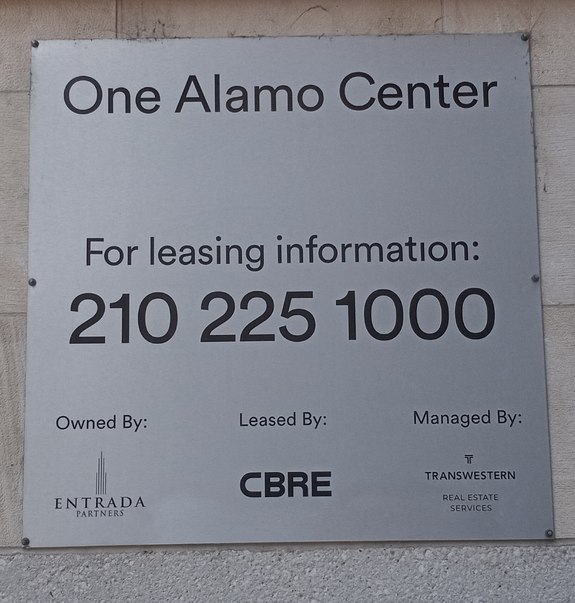 One Alamo Center
For leasing information:
210 225 1000
Owned By:
Leased By:
Managed By:
ENTRADA
PARTNERS
CBRE
TRANSWESTERN
REAL ESTATE
SERVICES